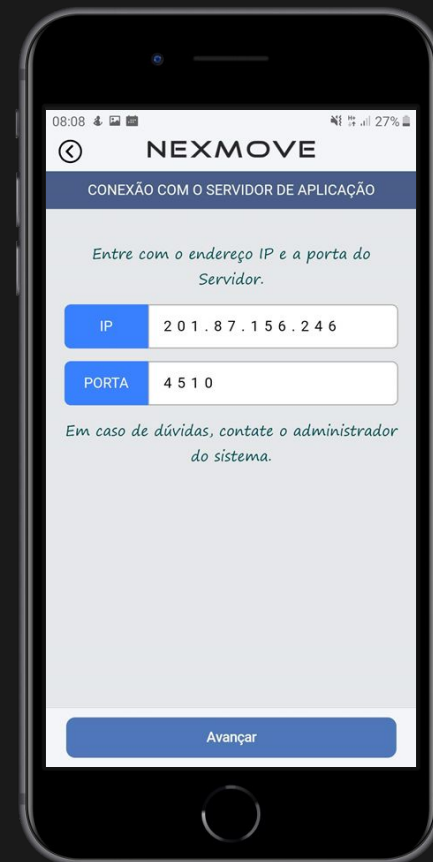 08:08 27%
NEXMOVE
CONEXÃO COM O SERVIDOR DE APLICAÇÃO
Entre com o endereço IP e a porta do
Servidor.
IP 201.87.156.246
PORTA 4510
Em caso de dúvidas, contate o administrador
do sistema.
Avançar